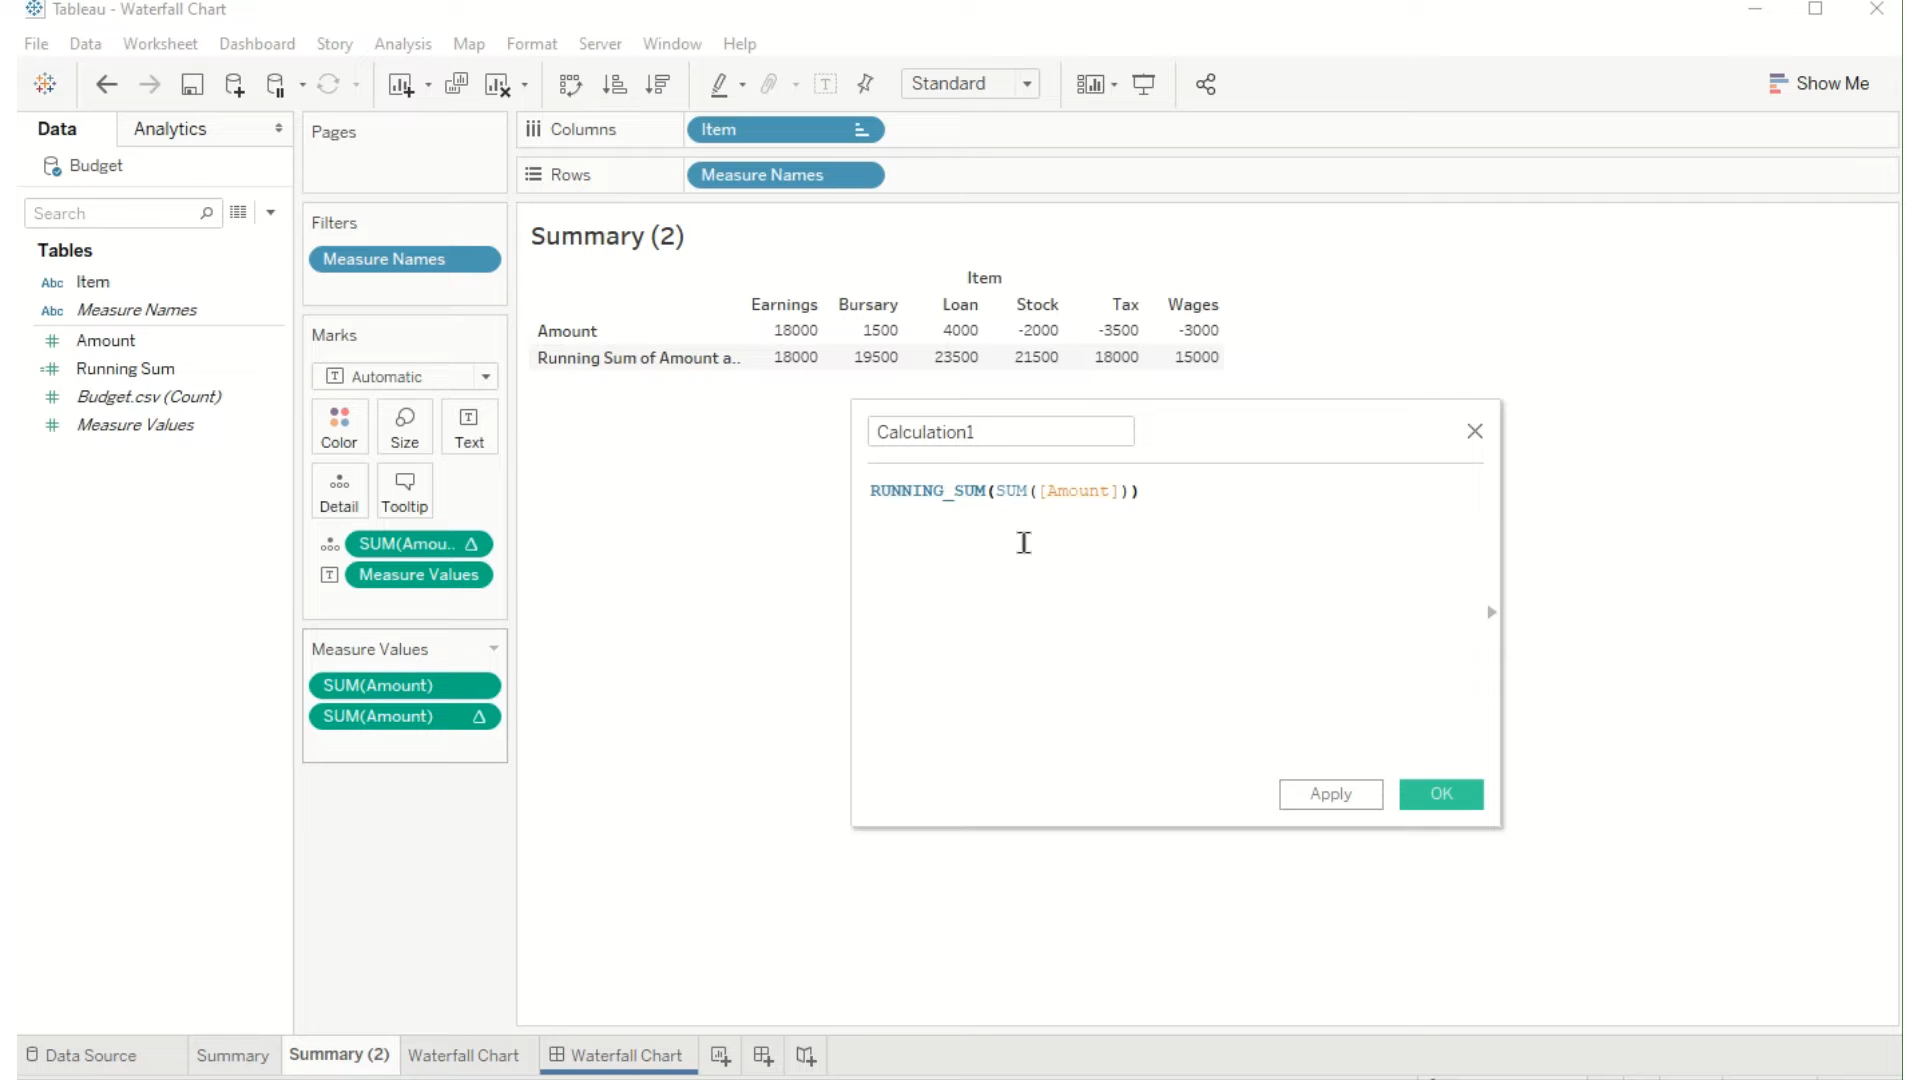 Tableau - Waterfall Chart
File Data Worksheet Dashboard Story Analysis Map Format Server Window Help
Standard
Show Me
Data Analytics
Budget
Search
Tables
Abc Item
Abc Measure Names
# Amount
=# Running Sum
# Budget.csv (Count)
# Measure Values
Pages
Filters
Measure Names
Marks
T Automatic
Color Size Text
Detail Tooltip
SUM(Amou.. Δ
T Measure Values
Measure Values
SUM(Amount)
SUM(Amount) Δ
Columns Item
Rows Measure Names
Summary (2)
Item
Earnings Bursary Loan Stock Tax Wages
Amount 18000 1500 4000 -2000 -3500 -3000
Running Sum of Amount a.. 18000 19500 23500 21500 18000 15000
Calculation1
RUNNING_SUM(SUM([Amount]))
Apply OK
Data Source Summary Summary (2) Waterfall Chart Waterfall Chart